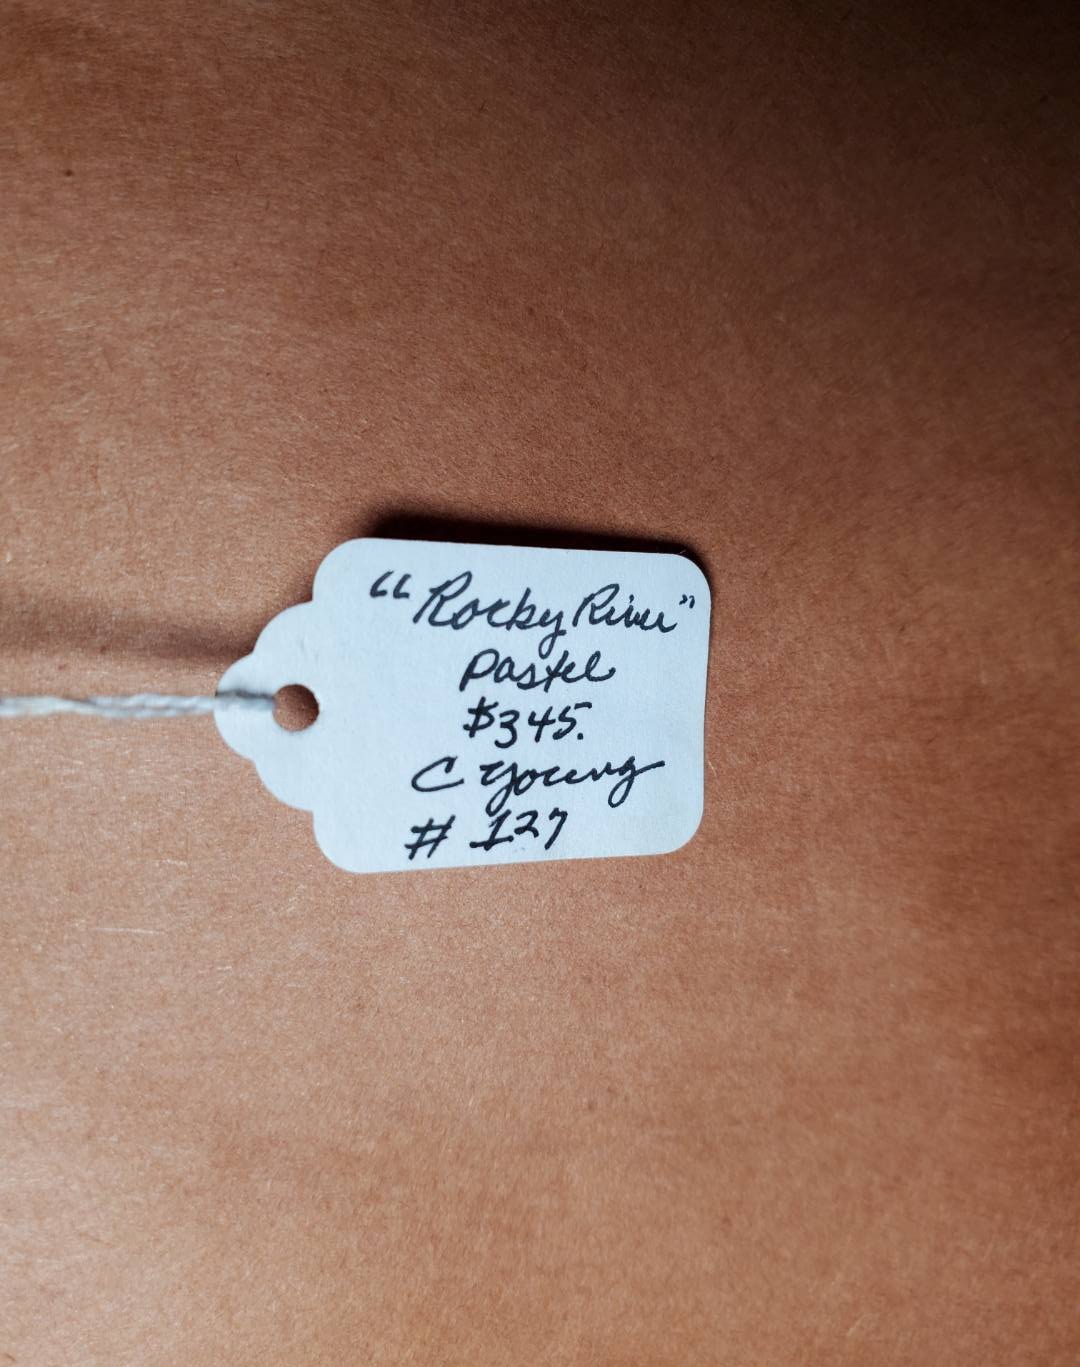 "Rocky River"
Pastel
$345.
C Young
# 127